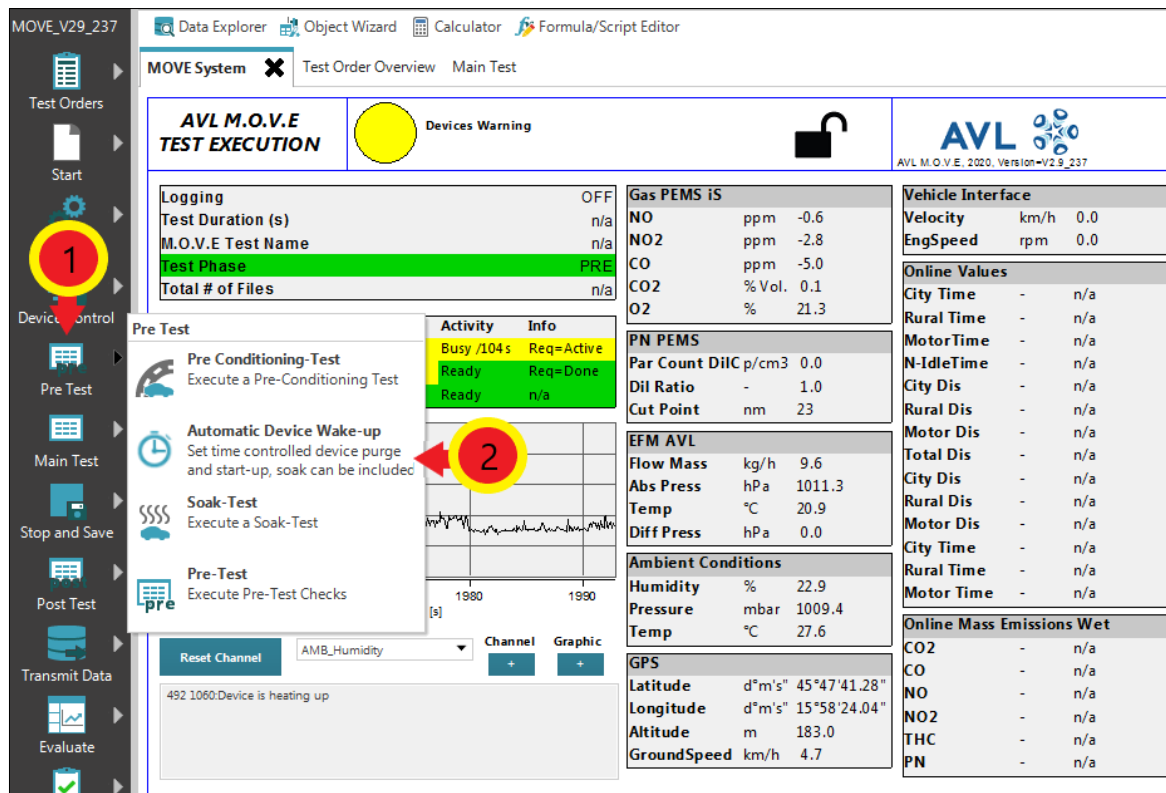 MOVE_V29_237
Data Explorer Object Wizard Calculator Formula/Script Editor
MOVE System Test Order Overview Main Test
Test Orders
Start
Device Control
Pre Test
Main Test
Stop and Save
Post Test
Transmit Data
Evaluate
1
AVL M.O.V.E
TEST EXECUTION
Devices Warning
AVL
AVL M.O.V.E, 2020, Version=V2.9_237
Logging OFF
Test Duration (s) n/a
M.O.V.E Test Name n/a
Test Phase PRE
Total # of Files n/a
Activity Info
Busy /104 s Req=Active
Ready Req=Done
Ready n/a
Pre Test
Pre Conditioning-Test
Execute a Pre-Conditioning Test
Automatic Device Wake-up
Set time controlled device purge
and start-up, soak can be included
2
Soak-Test
Execute a Soak-Test
Pre-Test
Execute Pre-Test Checks
pre
1980 1990
[s]
Channel Graphic
Reset Channel AMB_Humidity + +
492 1060:Device is heating up
Gas PEMS iS
NO ppm -0.6
NO2 ppm -2.8
CO ppm -5.0
CO2 % Vol. 0.1
O2 % 21.3
PN PEMS
Par Count DilC p/cm3 0.0
Dil Ratio - 1.0
Cut Point nm 23
EFM AVL
Flow Mass kg/h 9.6
Abs Press hPa 1011.3
Temp °C 20.9
Diff Press hPa 0.0
Ambient Conditions
Humidity % 22.9
Pressure mbar 1009.4
Temp °C 27.6
GPS
Latitude d°m's" 45°47'41.28"
Longitude d°m's" 15°58'24.04"
Altitude m 183.0
GroundSpeed km/h 4.7
Vehicle Interface
Velocity km/h 0.0
EngSpeed rpm 0.0
Online Values
City Time - n/a
Rural Time - n/a
MotorTime - n/a
N-IdleTime - n/a
City Dis - n/a
Rural Dis - n/a
Motor Dis - n/a
Total Dis - n/a
City Dis - n/a
Rural Dis - n/a
Motor Dis - n/a
City Time - n/a
Rural Time - n/a
Motor Time - n/a
Online Mass Emissions Wet
CO2 - n/a
CO - n/a
NO - n/a
NO2 - n/a
THC - n/a
PN - n/a